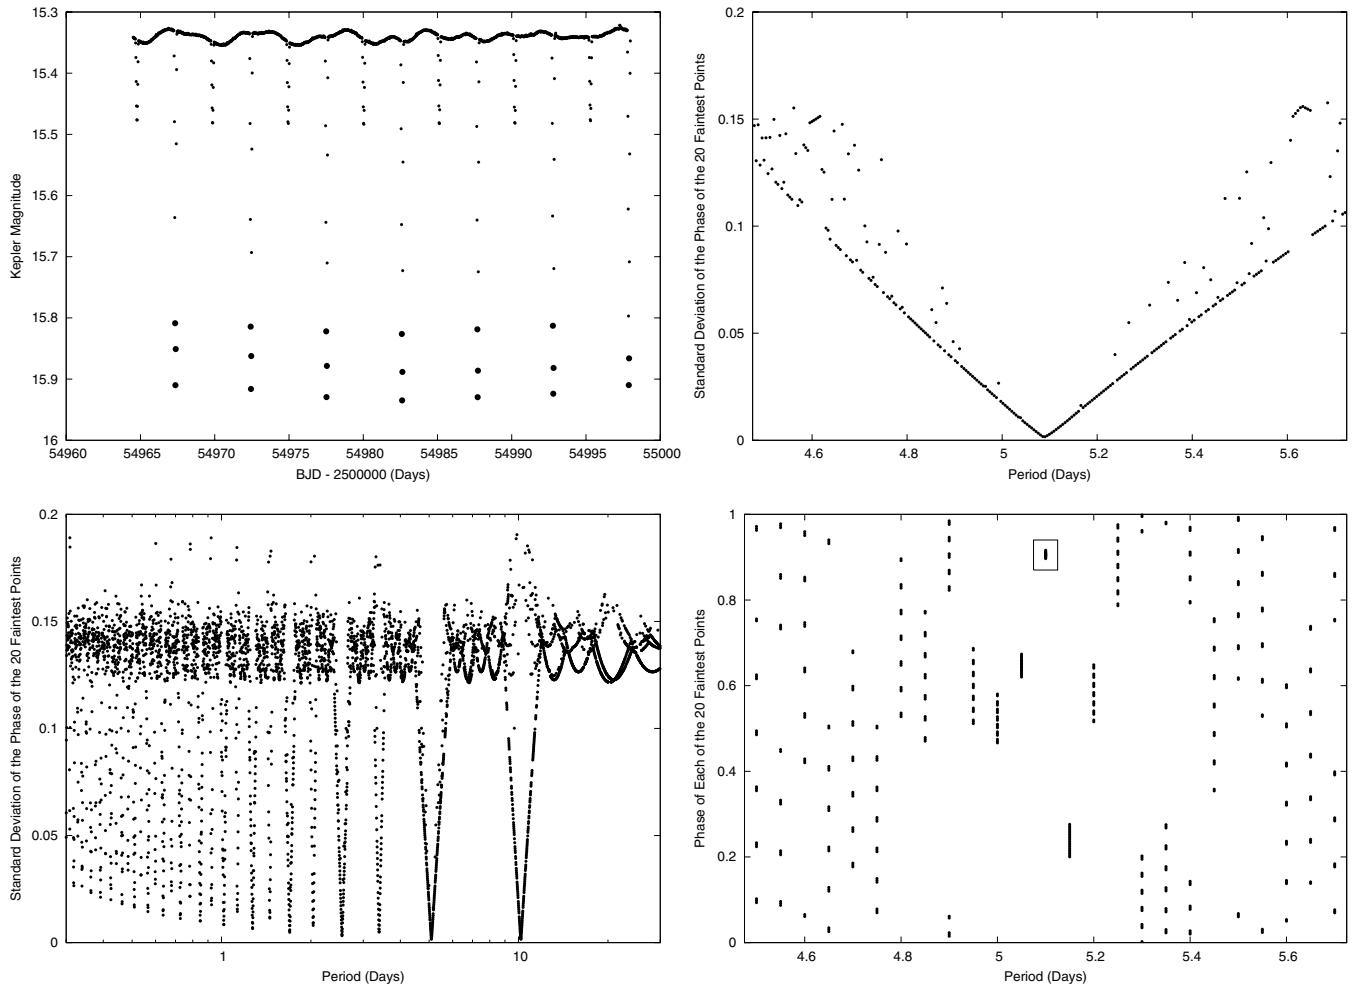 15.3
15.4
15.5
15.6
15.7
15.8
15.9
16
Kepler Magnitude
54960 54965 54970 54975 54980 54985 54990 54995 55000
BJD - 2500000 (Days)
0.2
0.15
0.1
0.05
0
Standard Deviation of the Phase of the 20 Faintest Points
4.6 4.8 5 5.2 5.4 5.6
Period (Days)
0.2
0.15
0.1
0.05
0
Standard Deviation of the Phase of the 20 Faintest Points
1 10
Period (Days)
1
0.8
0.6
0.4
0.2
0
Phase of Each of the 20 Faintest Points
4.6 4.8 5 5.2 5.4 5.6
Period (Days)